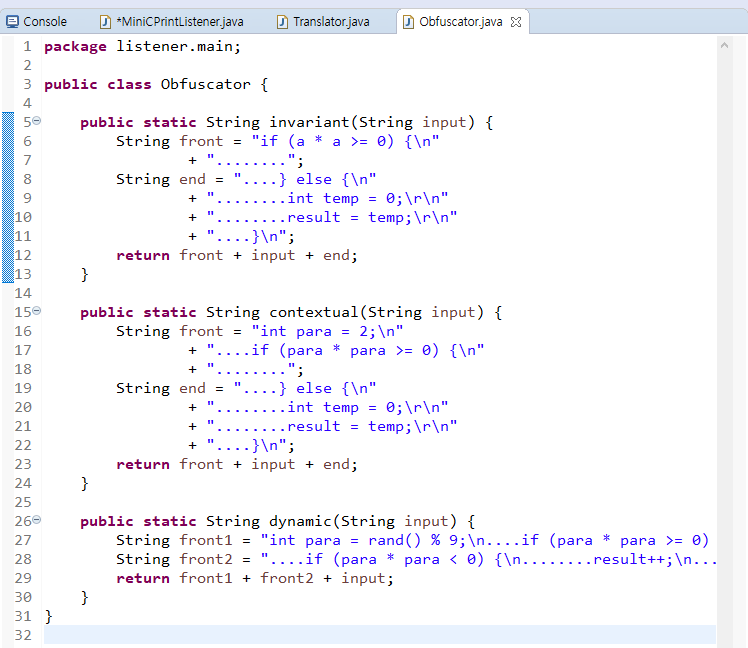 Console *MiniCPrintListener.java Translator.java Obfuscator.java
1 package listener.main;
2
3 public class Obfuscator {
4
5 public static String invariant(String input) {
6 String front = "if (a * a >= 0) {\n"
7 + "........";
8 String end = "....} else {\n"
9 + "........int temp = 0;\r\n"
10 + "........result = temp;\r\n"
11 + "....}\n";
12 return front + input + end;
13 }
14
15 public static String contextual(String input) {
16 String front = "int para = 2;\n"
17 + "....if (para * para >= 0) {\n"
18 + "........";
19 String end = "....} else {\n"
20 + "........int temp = 0;\r\n"
21 + "........result = temp;\r\n"
22 + "....}\n";
23 return front + input + end;
24 }
25
26 public static String dynamic(String input) {
27 String front1 = "int para = rand() % 9;\n....if (para * para >= 0)
28 String front2 = "....if (para * para < 0) {\n........result++;\n...
29 return front1 + front2 + input;
30 }
31 }
32